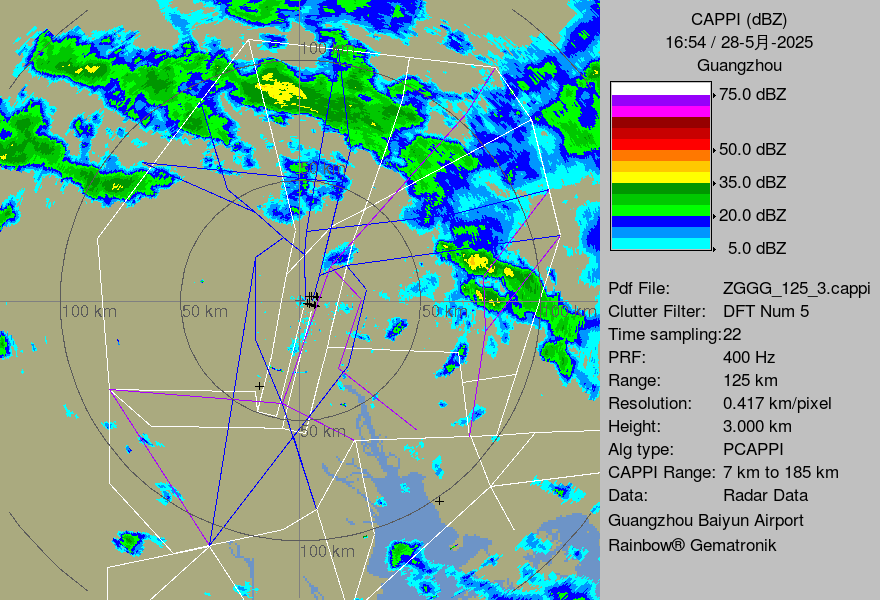 CAPPI (dBZ)
16:54 / 28-5月-2025
Guangzhou
75.0 dBZ
50.0 dBZ
35.0 dBZ
20.0 dBZ
5.0 dBZ
Pdf File: ZGGG_125_3.cappi
Clutter Filter: DFT Num 5
Time sampling:22
PRF: 400 Hz
Range: 125 km
Resolution: 0.417 km/pixel
Height: 3.000 km
Alg type: PCAPPI
CAPPI Range: 7 km to 185 km
Data: Radar Data
Guangzhou Baiyun Airport
Rainbow® Gematronik
100 km
100 km
50 km
50 km
100 km
50 km
100 km